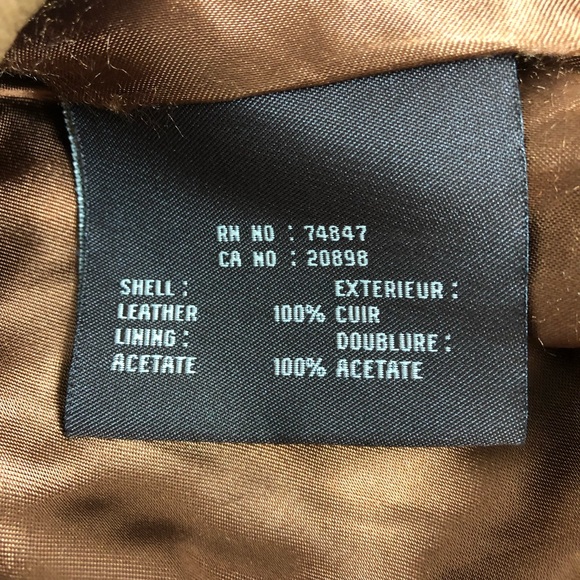 RN NO : 74847
CA NO : 20898
SHELL : EXTERIEUR :
LEATHER 100% CUIR
LINING : DOUBLURE :
ACETATE 100% ACETATE